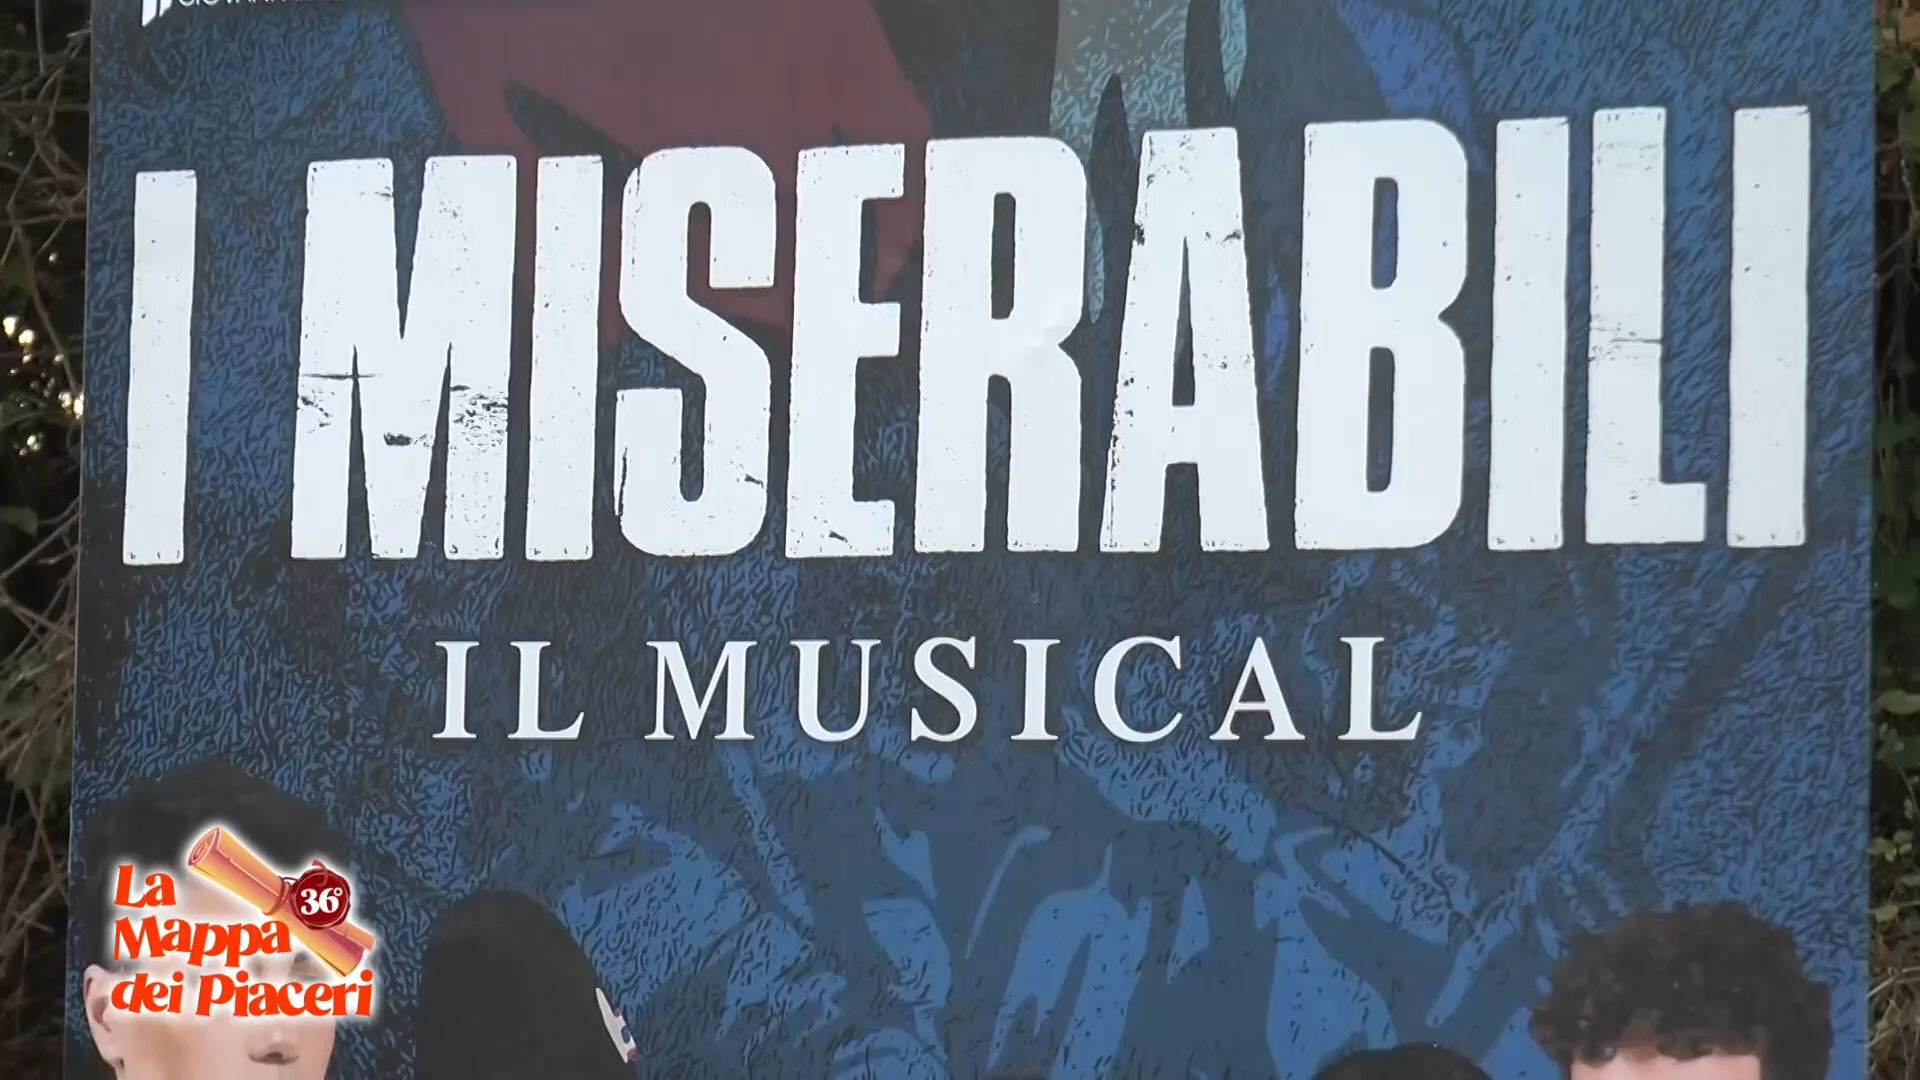 I MISERABILI
IL MUSICAL
La
Mappa
dei Piaceri
36°